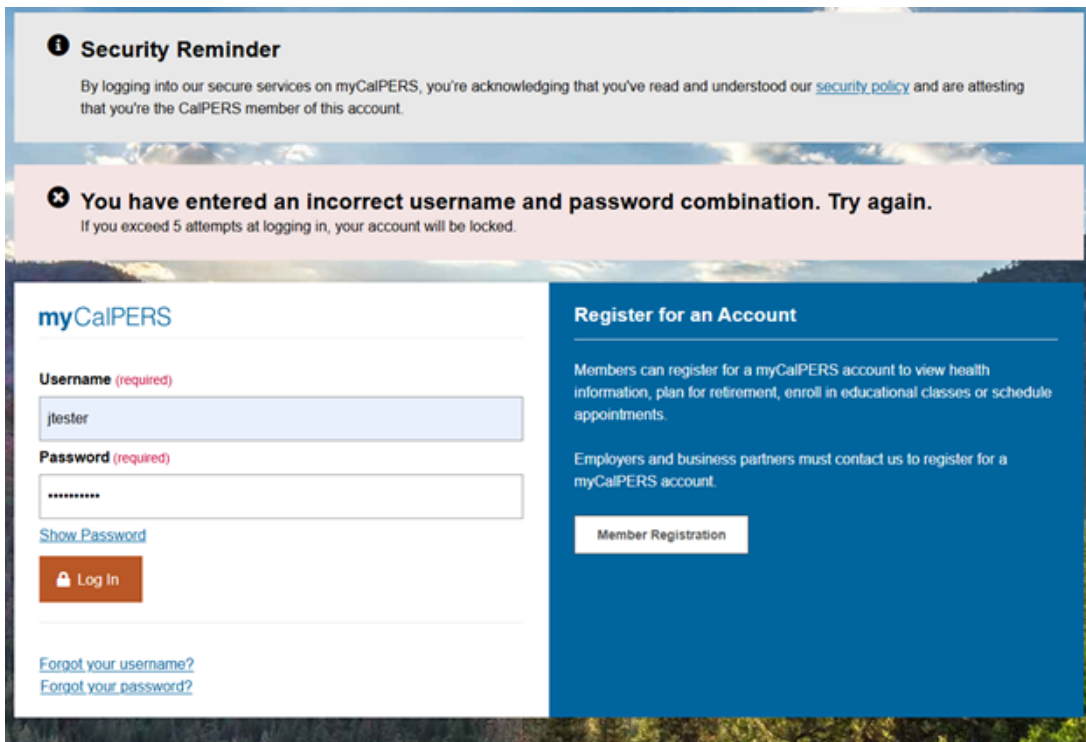 Security Reminder
By logging into our secure services on myCalPERS, you're acknowledging that you've read and understood our security policy and are attesting
that you're the CalPERS member of this account.
You have entered an incorrect username and password combination. Try again.
If you exceed 5 attempts at logging in, your account will be locked.
myCalPERS
Username (required)
jtester
Password (required)
••••••••••
Show Password
Log In
Forgot your username?
Forgot your password?
Register for an Account
Members can register for a myCalPERS account to view health
information, plan for retirement, enroll in educational classes or schedule
appointments.
Employers and business partners must contact us to register for a
myCalPERS account.
Member Registration